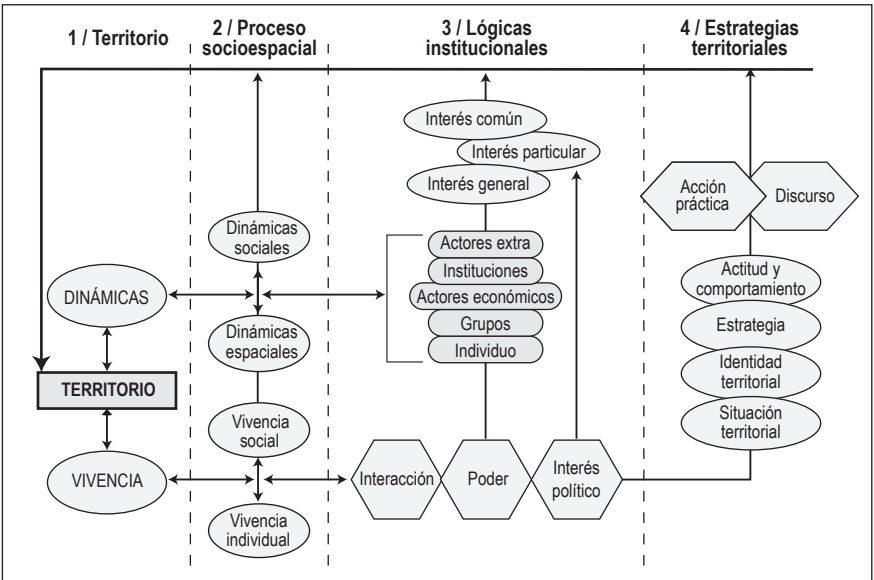 1 / Territorio
2 / Proceso
socioespacial
3 / Lógicas
institucionales
4 / Estrategias
territoriales
DINÁMICAS
TERRITORIO
VIVENCIA
Dinámicas
sociales
Dinámicas
espaciales
Vivencia
social
Vivencia
individual
Interés común
Interés particular
Interés general
Actores extra
Instituciones
Actores económicos
Grupos
Individuo
Interacción
Poder
Interés
político
Acción
práctica
Discurso
Actitud y
comportamiento
Estrategia
Identidad
territorial
Situación
territorial